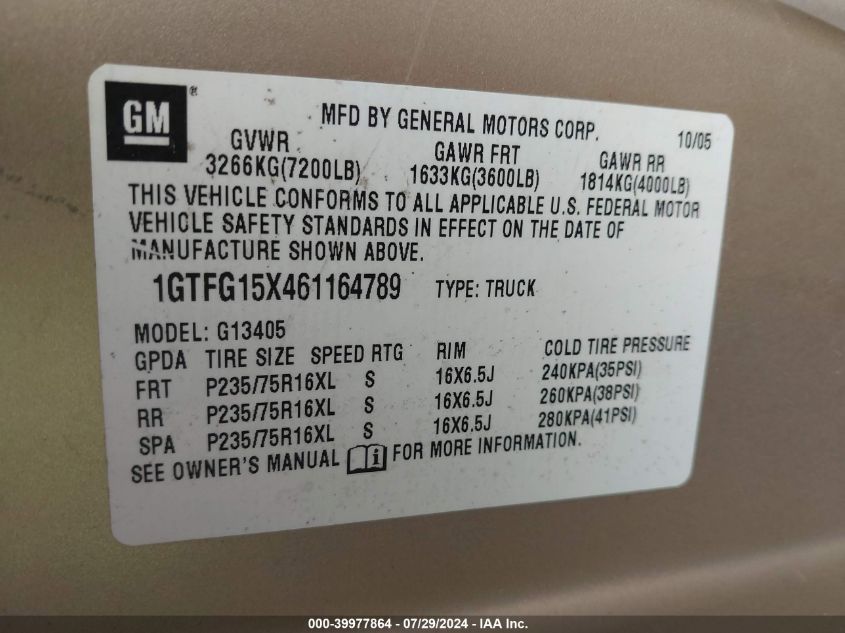 GM®
MFD BY GENERAL MOTORS CORP. 10/05
GVWR GAWR FRT GAWR RR
3266KG(7200LB) 1633KG(3600LB) 1814KG(4000LB)
THIS VEHICLE CONFORMS TO ALL APPLICABLE U.S. FEDERAL MOTOR
VEHICLE SAFETY STANDARDS IN EFFECT ON THE DATE OF
MANUFACTURE SHOWN ABOVE.
1GTFG15X461164789 TYPE: TRUCK
MODEL: G13405
GPDA TIRE SIZE SPEED RTG RIM COLD TIRE PRESSURE
FRT P235/75R16XL S 16X6.5J 240KPA(35PSI)
RR P235/75R16XL S 16X6.5J 260KPA(38PSI)
SPA P235/75R16XL S 16X6.5J 280KPA(41PSI)
SEE OWNER'S MANUAL i FOR MORE INFORMATION.
000-39977864 / 07/29/2024 - IAA Inc.